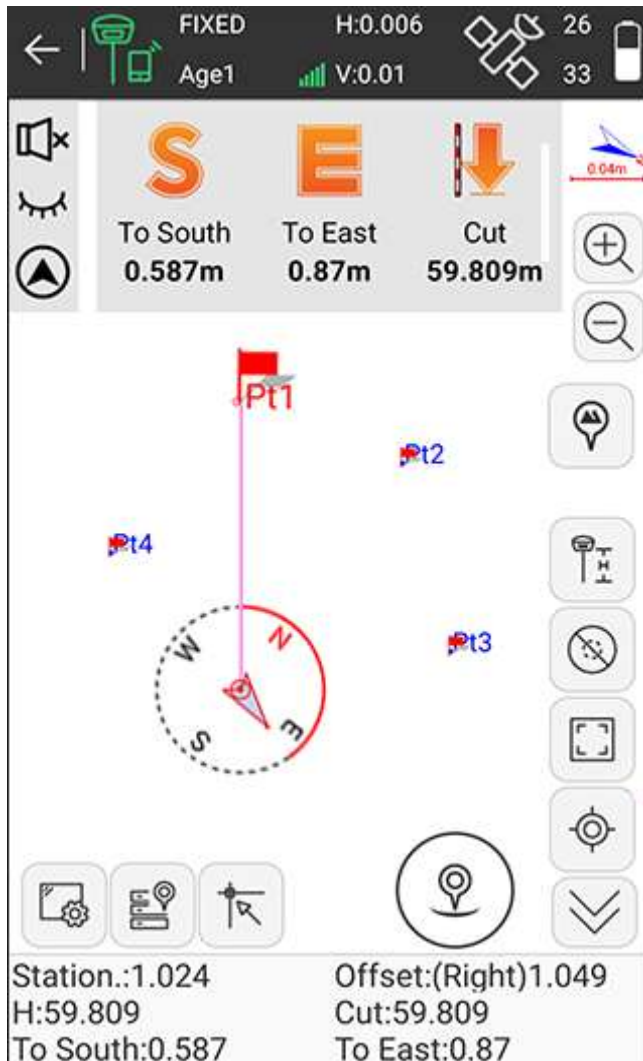 FIXED H:0.006 26
Age1 V:0.01 33
S E
To South To East Cut
0.587m 0.87m 59.809m
0.04m
Pt1
Pt2
Pt4
Pt3
N
W
E
S
H
Station.:1.024 Offset:(Right)1.049
H:59.809 Cut:59.809
To South:0.587 To East:0.87